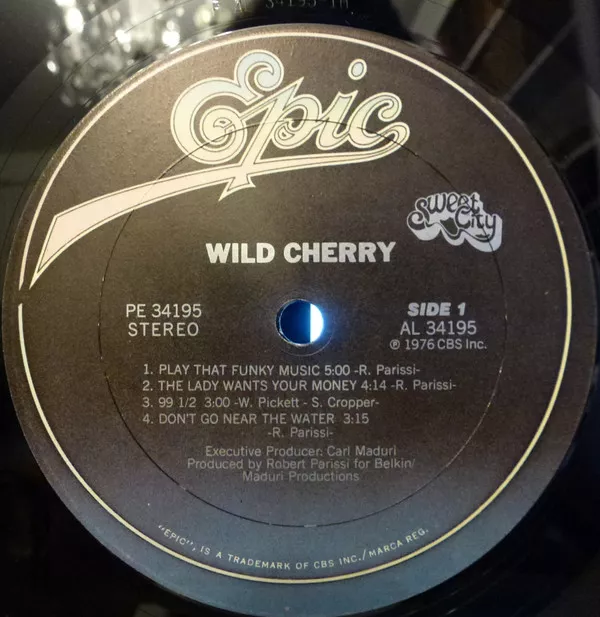 Epic
Sweet City
WILD CHERRY
PE 34195
STEREO
SIDE 1
AL 34195
℗ 1976 CBS Inc.
1. PLAY THAT FUNKY MUSIC 5:00 -R. Parissi-
2. THE LADY WANTS YOUR MONEY 4:14 -R. Parissi-
3. 99 1/2 3:00 -W. Pickett - S. Cropper-
4. DON'T GO NEAR THE WATER 3:15
-R. Parissi-
Executive Producer: Carl Maduri
Produced by Robert Parissi for Belkin/
Maduri Productions
"EPIC", IS A TRADEMARK OF CBS INC./MARCA REG.